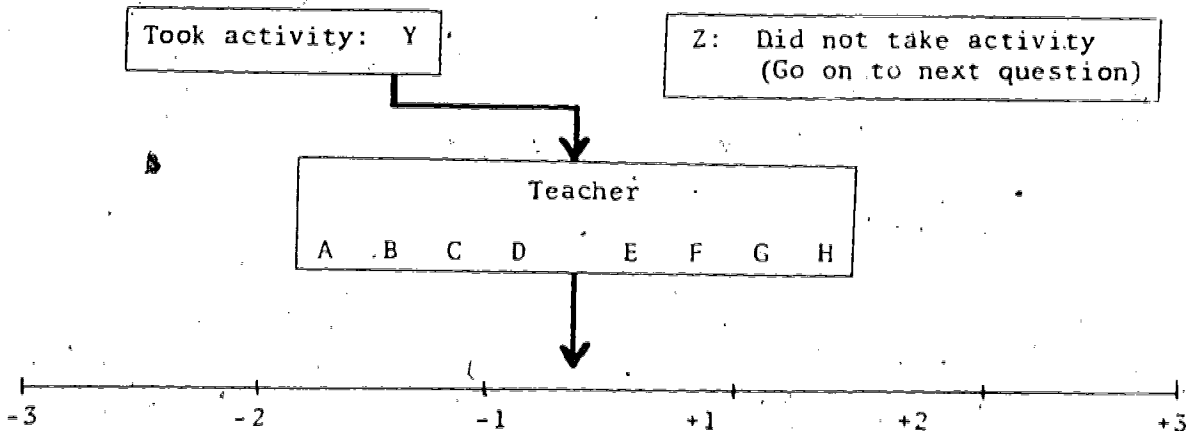 Took activity: Y
Z: Did not take activity
(Go on to next question)
Teacher
A B C D E F G H
-3 -2 -1 +1 +2 +3